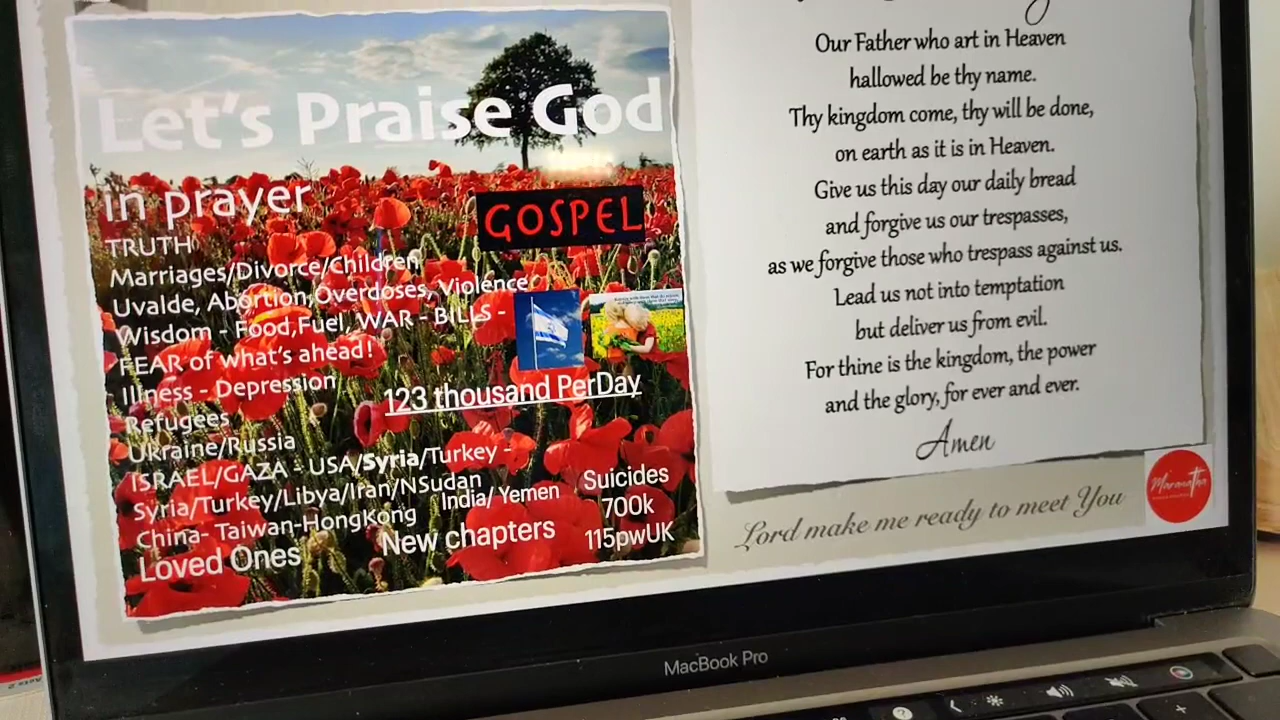 Let's Praise God
in prayer
GOSPEL
TRUTH
Marriages/Divorce/Children
Uvalde, Abortion,Overdoses, Violence
Wisdom - Food,Fuel, WAR - BILLS -
FEAR of what's ahead!
Illness - Depression
123 thousand PerDay
Refugees
Ukraine/Russia
ISRAEL/GAZA - USA/Syria/Turkey -
Syria/Turkey/Libya/Iran/NSudan
India/ Yemen
China- Taiwan-HongKong
Loved Ones
New chapters
Suicides
700k
115pwUK
Our Father who art in Heaven
hallowed be thy name.
Thy kingdom come, thy will be done,
on earth as it is in Heaven.
Give us this day our daily bread
and forgive us our trespasses,
as we forgive those who trespass against us.
Lead us not into temptation
but deliver us from evil.
For thine is the kingdom, the power
and the glory, for ever and ever.
Amen
Lord make me ready to meet You
Maranatha
MacBook Pro